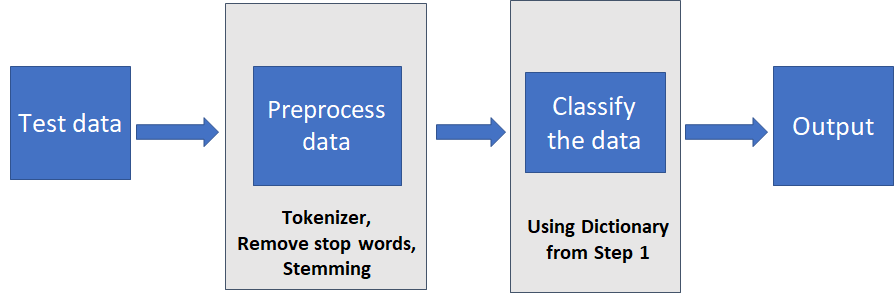 Test data
Preprocess
data
Tokenizer,
Remove stop words,
Stemming
Classify
the data
Using Dictionary
from Step 1
Output